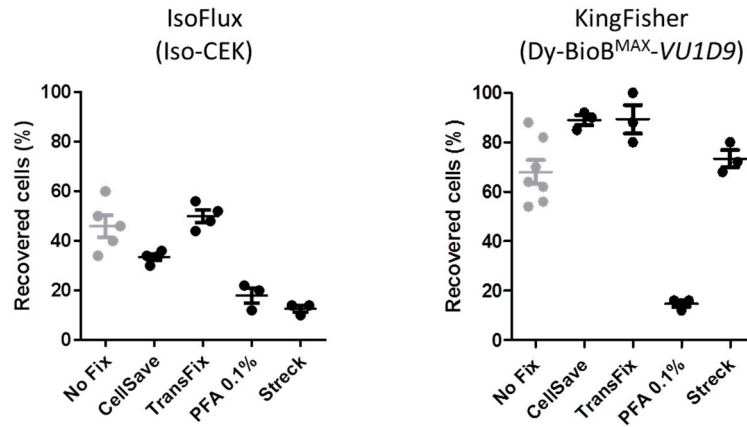 IsoFlux
(Iso-CEK)
Recovered cells (%)
100
80
60
40
20
0
No Fix
CellSave
TransFix
PFA 0.1%
Streck
KingFisher
(Dy-BioBᴹᴬˣ-VU1D9)
Recovered cells (%)
100
80
60
40
20
0
No Fix
CellSave
TransFix
PFA 0.1%
Streck